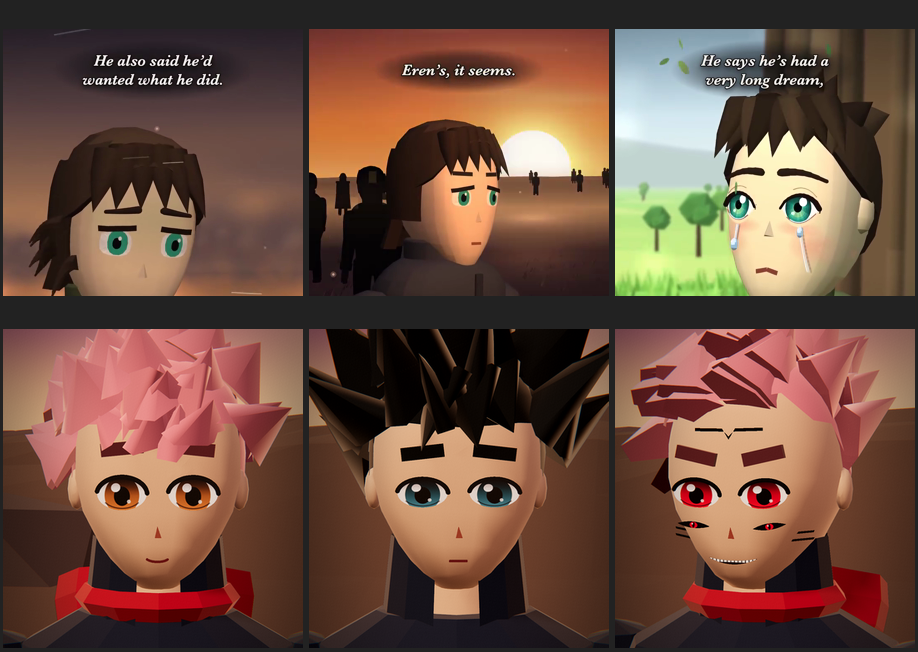 He also said he'd
wanted what he did.
Eren's, it seems.
He says he's had a
very long dream,